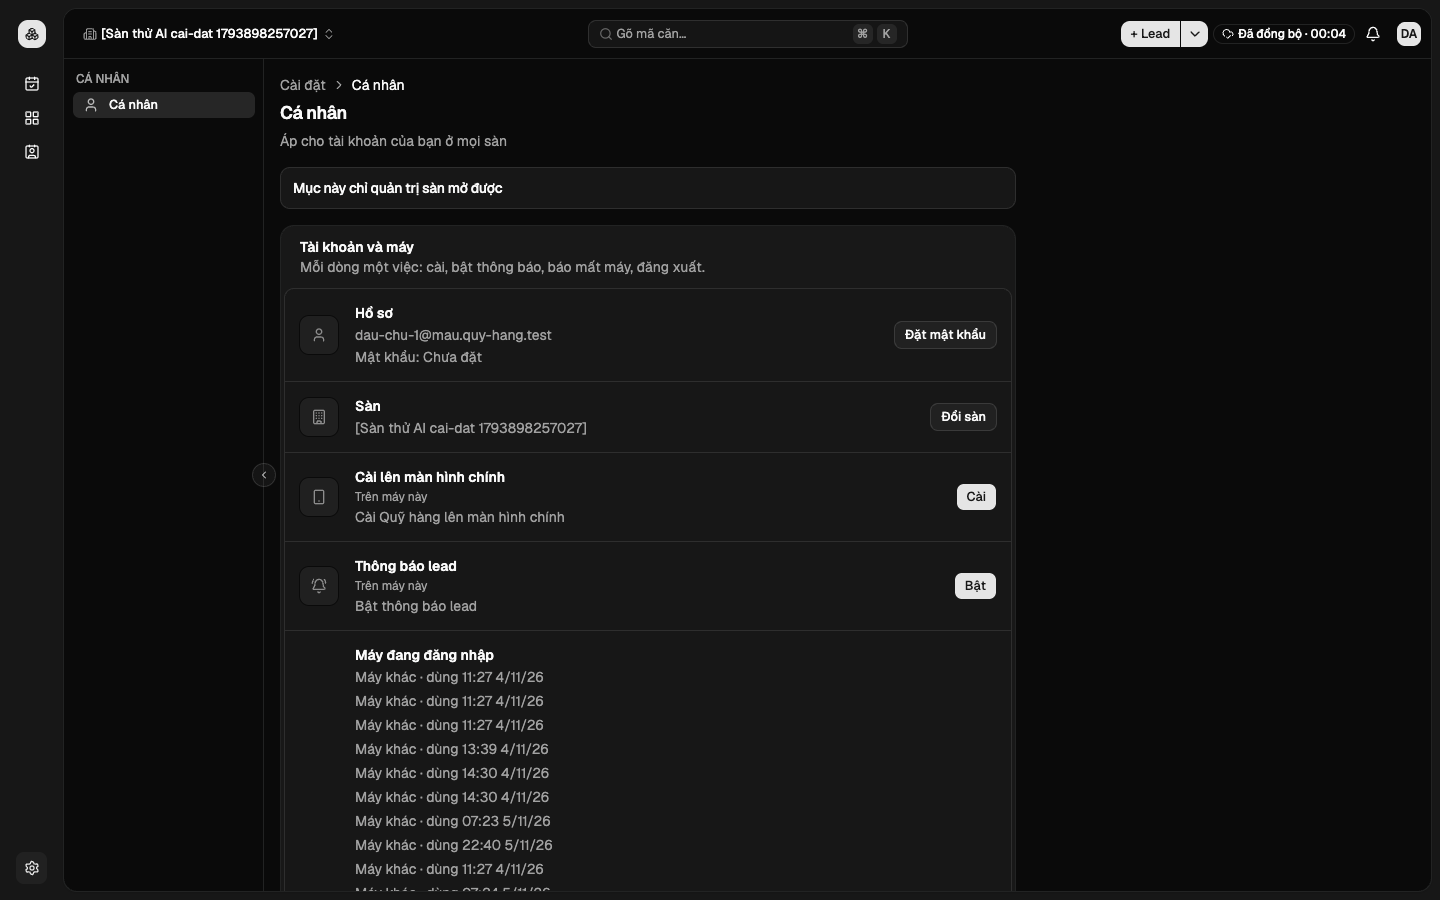 [Sàn thử AI cai-dat 1793898257027]
Gõ mã căn...
⌘ K
+ Lead
Đã đồng bộ · 00:04
DA
CÁ NHÂN
Cá nhân
Cài đặt > Cá nhân
Cá nhân
Áp cho tài khoản của bạn ở mọi sàn
Mục này chỉ quản trị sàn mở được
Tài khoản và máy
Mỗi dòng một việc: cài, bật thông báo, báo mất máy, đăng xuất.
Hồ sơ
dau-chu-1@mau.quy-hang.test
Mật khẩu: Chưa đặt
Đặt mật khẩu
Sàn
[Sàn thử AI cai-dat 1793898257027]
Đổi sàn
Cài lên màn hình chính
Trên máy này
Cài Quỹ hàng lên màn hình chính
Cài
Thông báo lead
Trên máy này
Bật thông báo lead
Bật
Máy đang đăng nhập
Máy khác · dùng 11:27 4/11/26
Máy khác · dùng 11:27 4/11/26
Máy khác · dùng 11:27 4/11/26
Máy khác · dùng 13:39 4/11/26
Máy khác · dùng 14:30 4/11/26
Máy khác · dùng 14:30 4/11/26
Máy khác · dùng 07:23 5/11/26
Máy khác · dùng 22:40 5/11/26
Máy khác · dùng 11:27 4/11/26